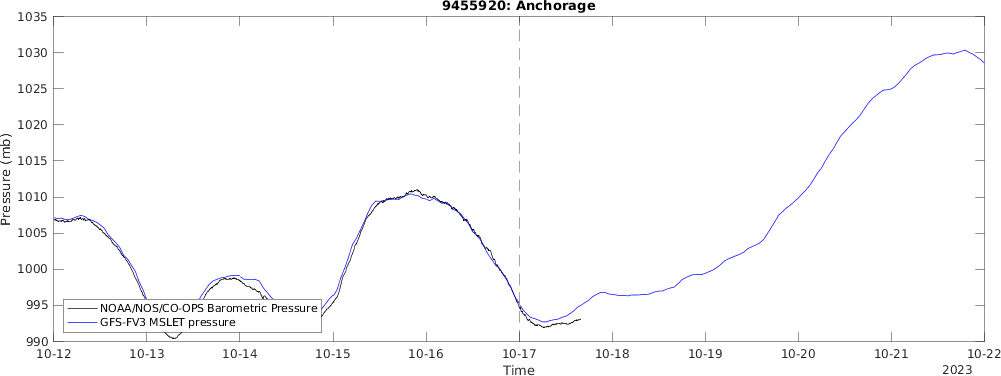 9455920: Anchorage
1035
1030
1025
1020
1015
1010
1005
1000
995
990
Pressure (mb)
NOAA/NOS/CO-OPS Barometric Pressure
GFS-FV3 MSLET pressure
10-12 10-13 10-14 10-15 10-16 10-17 10-18 10-19 10-20 10-21 10-22
Time
2023